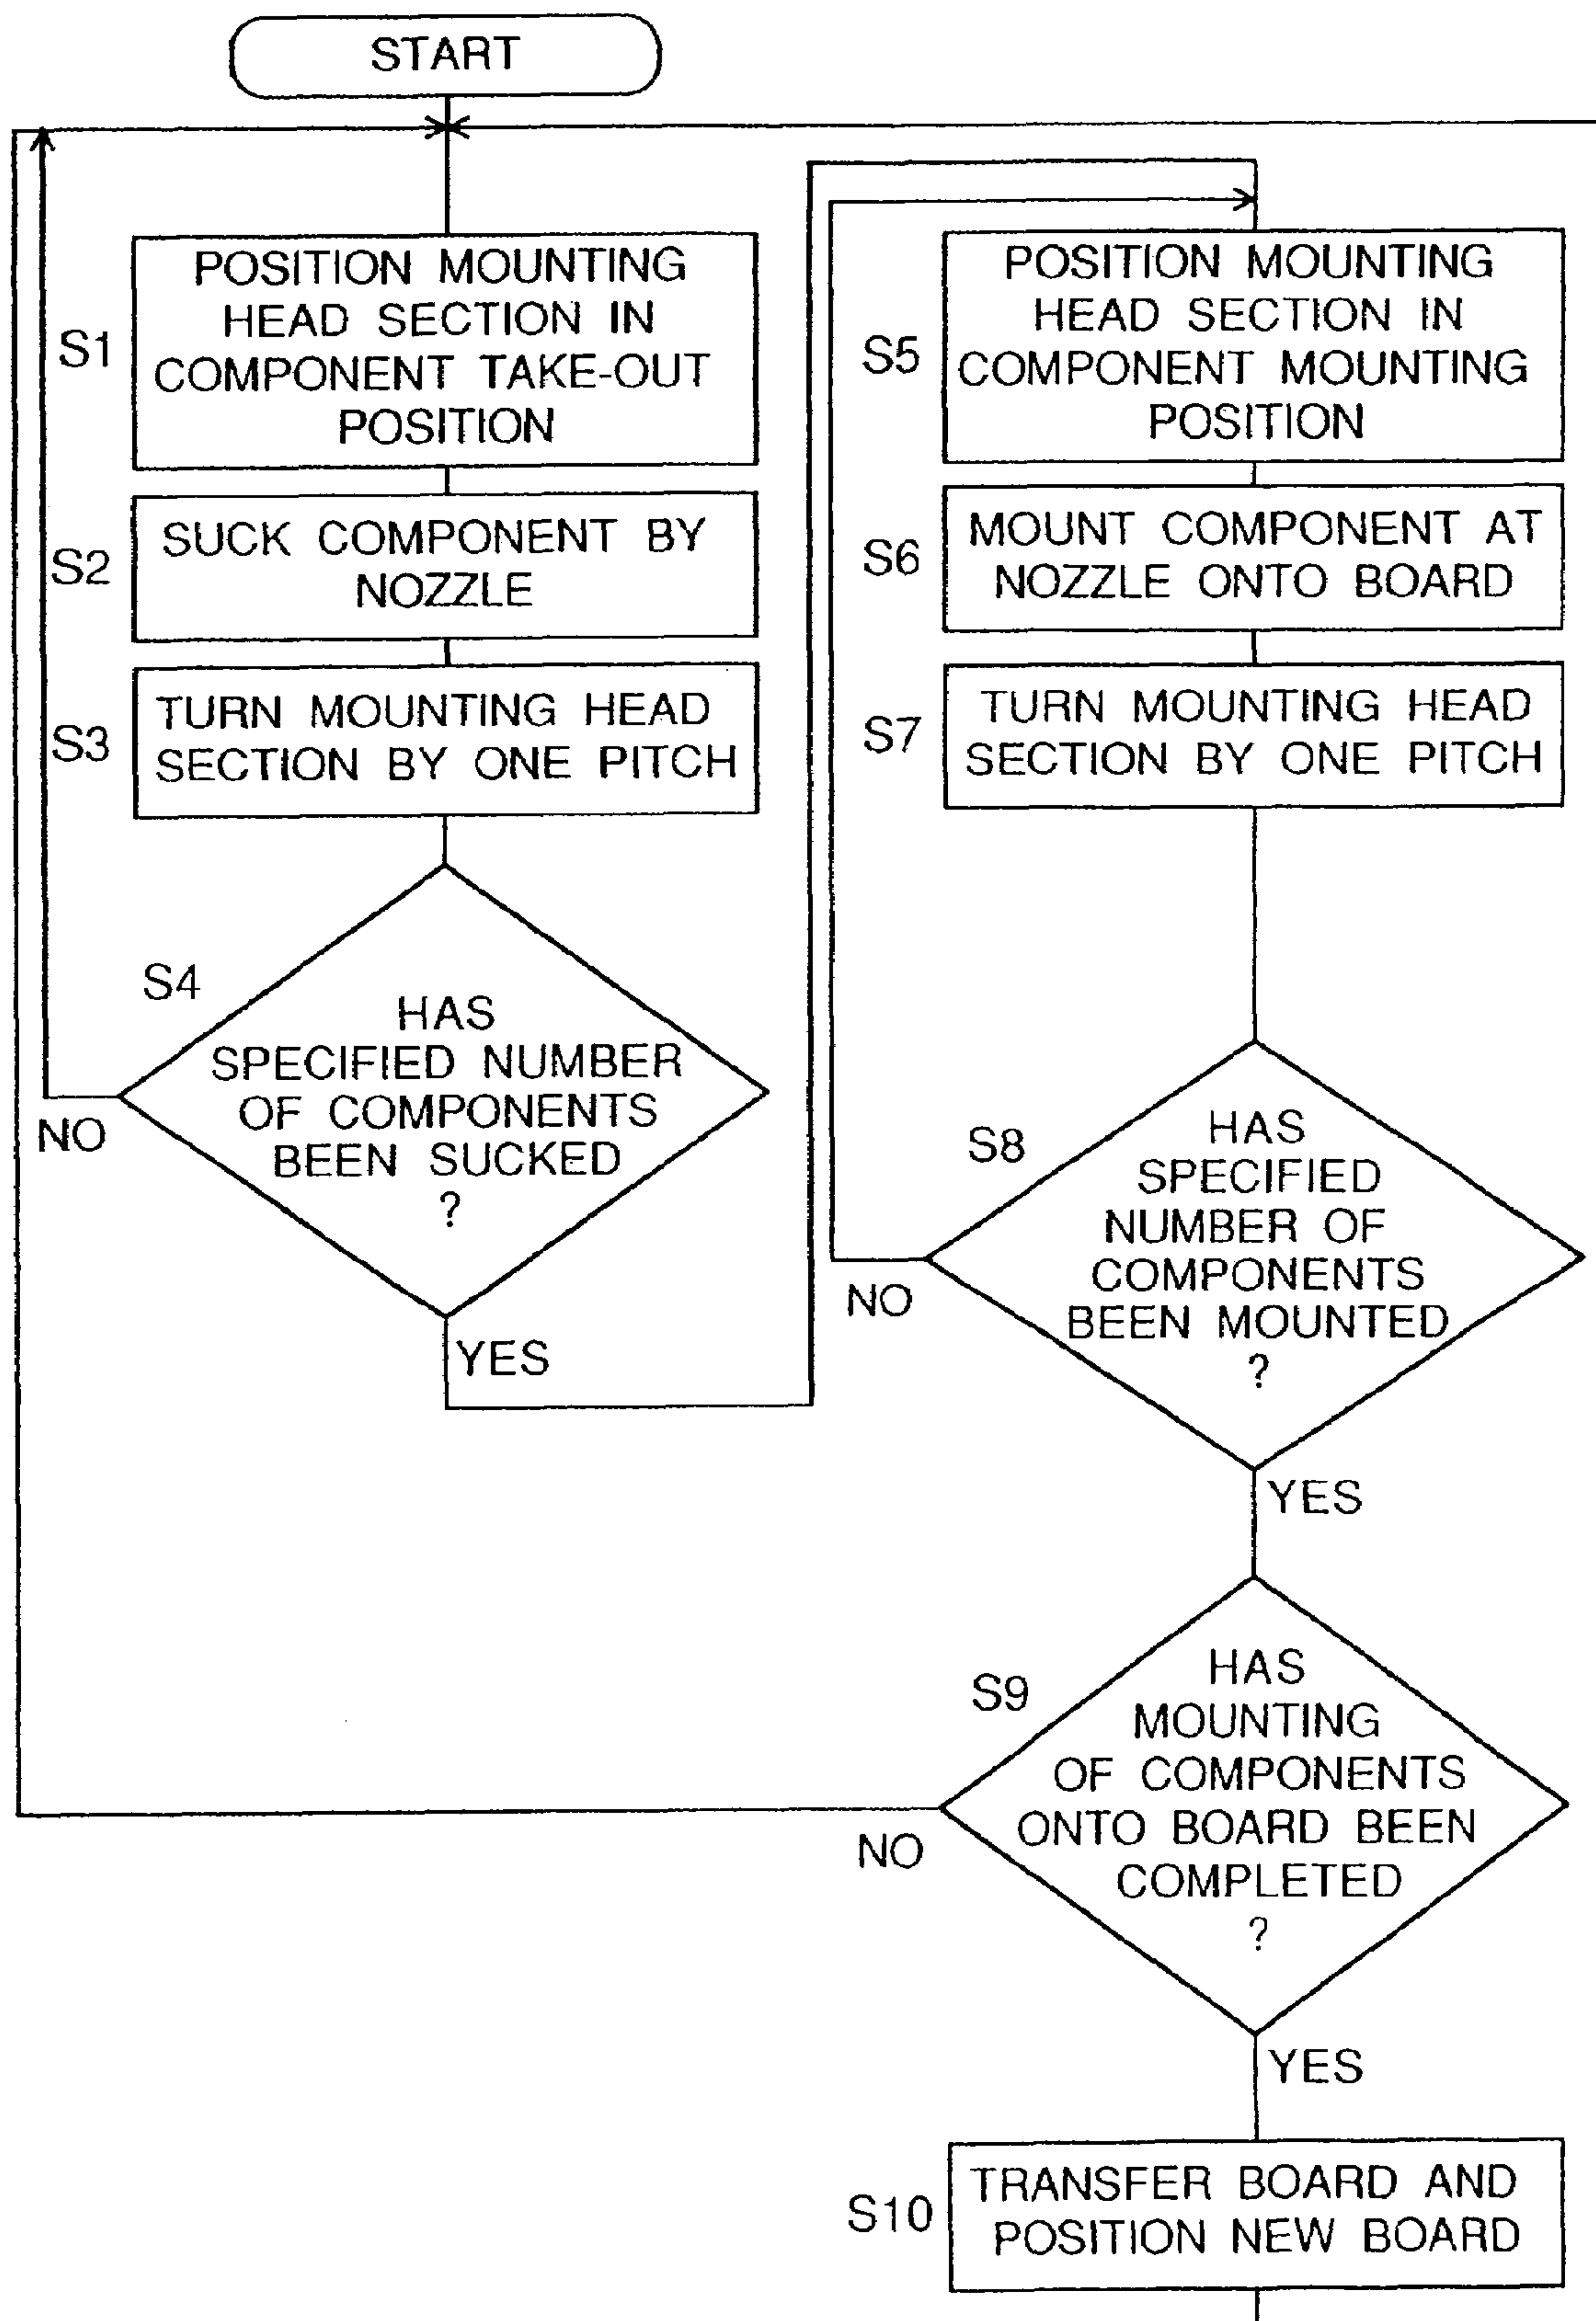 START
S1
POSITION MOUNTING
HEAD SECTION IN
COMPONENT TAKE-OUT
POSITION
S2
SUCK COMPONENT BY
NOZZLE
S3
TURN MOUNTING HEAD
SECTION BY ONE PITCH
S4
HAS
SPECIFIED NUMBER
OF COMPONENTS
BEEN SUCKED
?
NO
YES
S5
POSITION MOUNTING
HEAD SECTION IN
COMPONENT MOUNTING
POSITION
S6
MOUNT COMPONENT AT
NOZZLE ONTO BOARD
S7
TURN MOUNTING HEAD
SECTION BY ONE PITCH
S8
HAS
SPECIFIED
NUMBER OF
COMPONENTS
BEEN MOUNTED
?
NO
YES
S9
HAS
MOUNTING
OF COMPONENTS
ONTO BOARD BEEN
COMPLETED
?
NO
YES
S10
TRANSFER BOARD AND
POSITION NEW BOARD